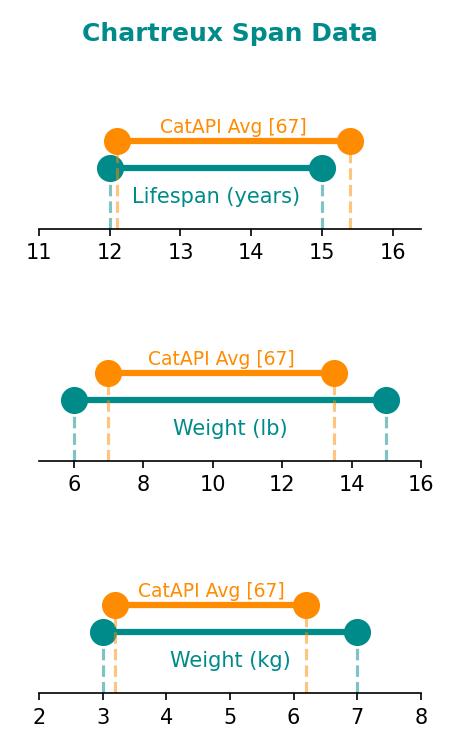 Chartreux Span Data
CatAPI Avg [67]
Lifespan (years)
11 12 13 14 15 16
CatAPI Avg [67]
Weight (lb)
6 8 10 12 14 16
CatAPI Avg [67]
Weight (kg)
2 3 4 5 6 7 8